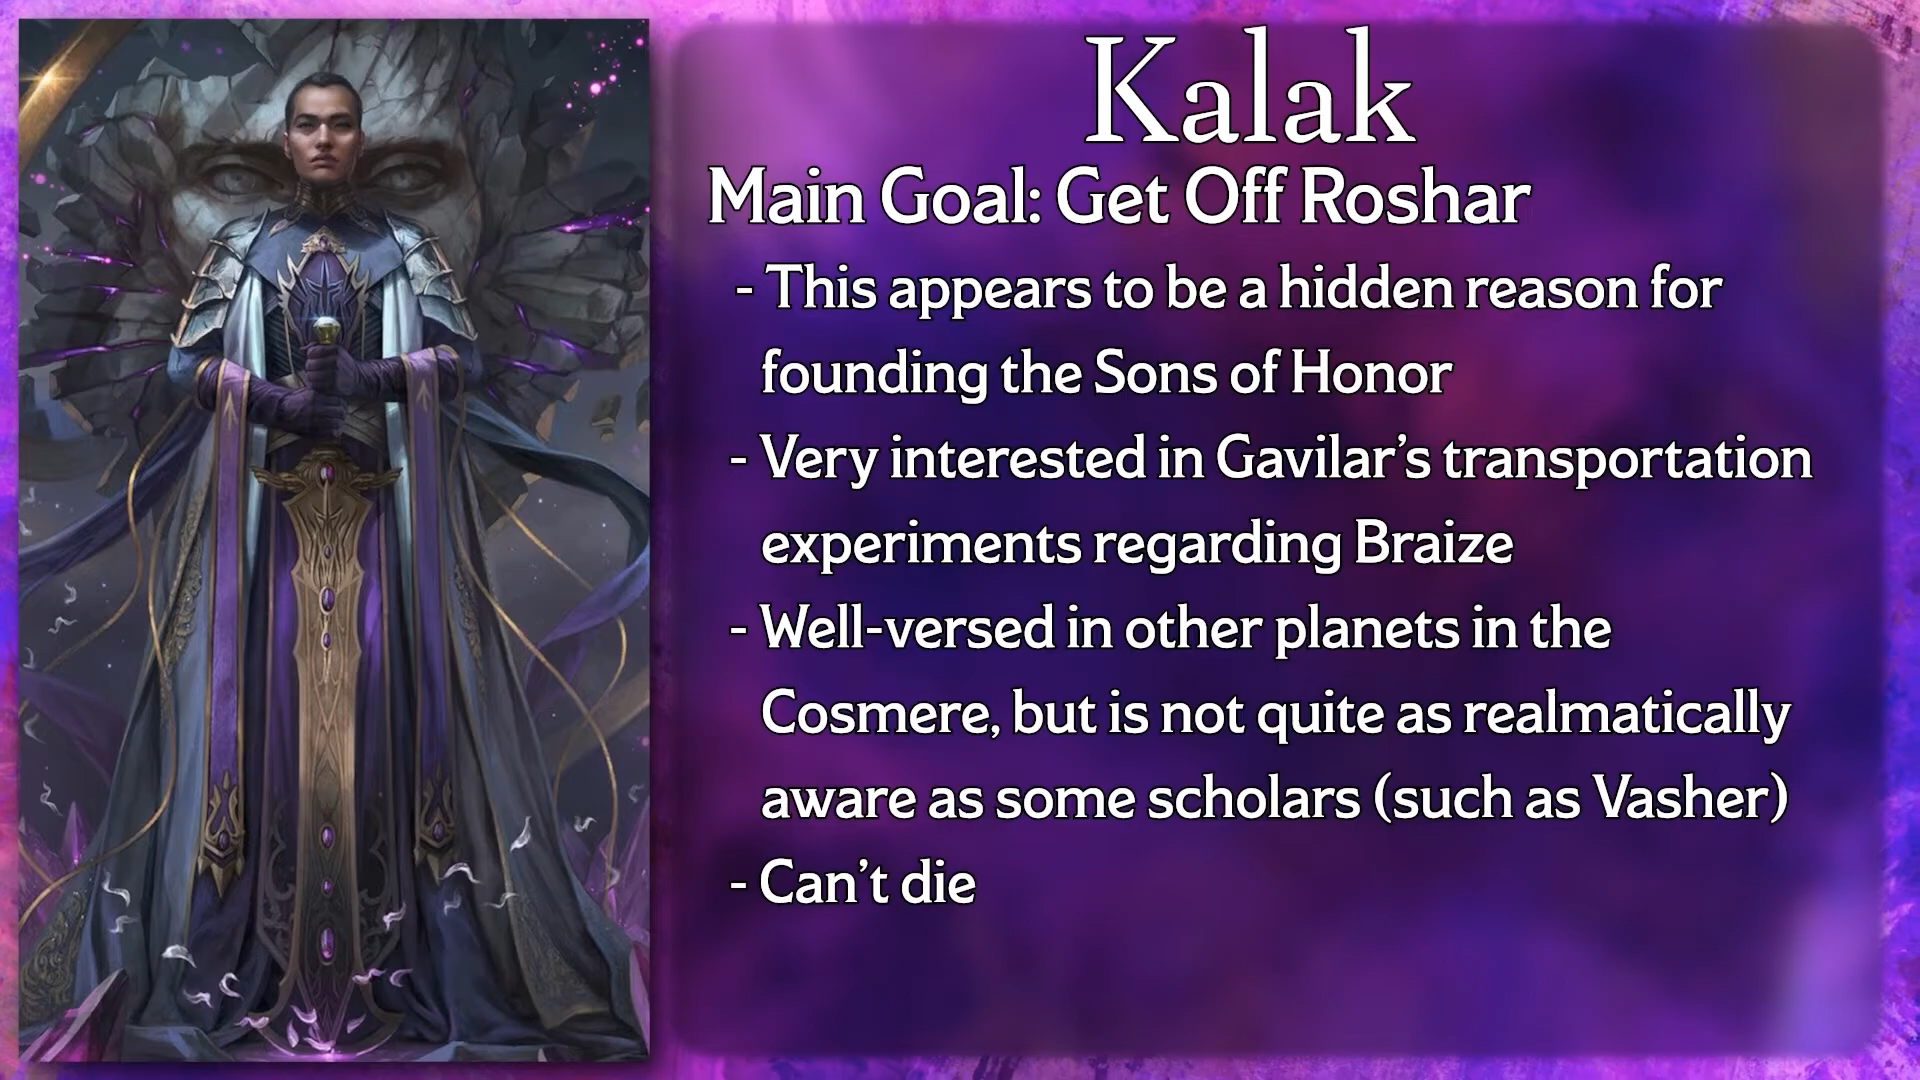 Kalak
Main Goal: Get Off Roshar
- This appears to be a hidden reason for
founding the Sons of Honor
- Very interested in Gavilar’s transportation
experiments regarding Braize
- Well-versed in other planets in the
Cosmere, but is not quite as realmatically
aware as some scholars (such as Vasher)
- Can’t die